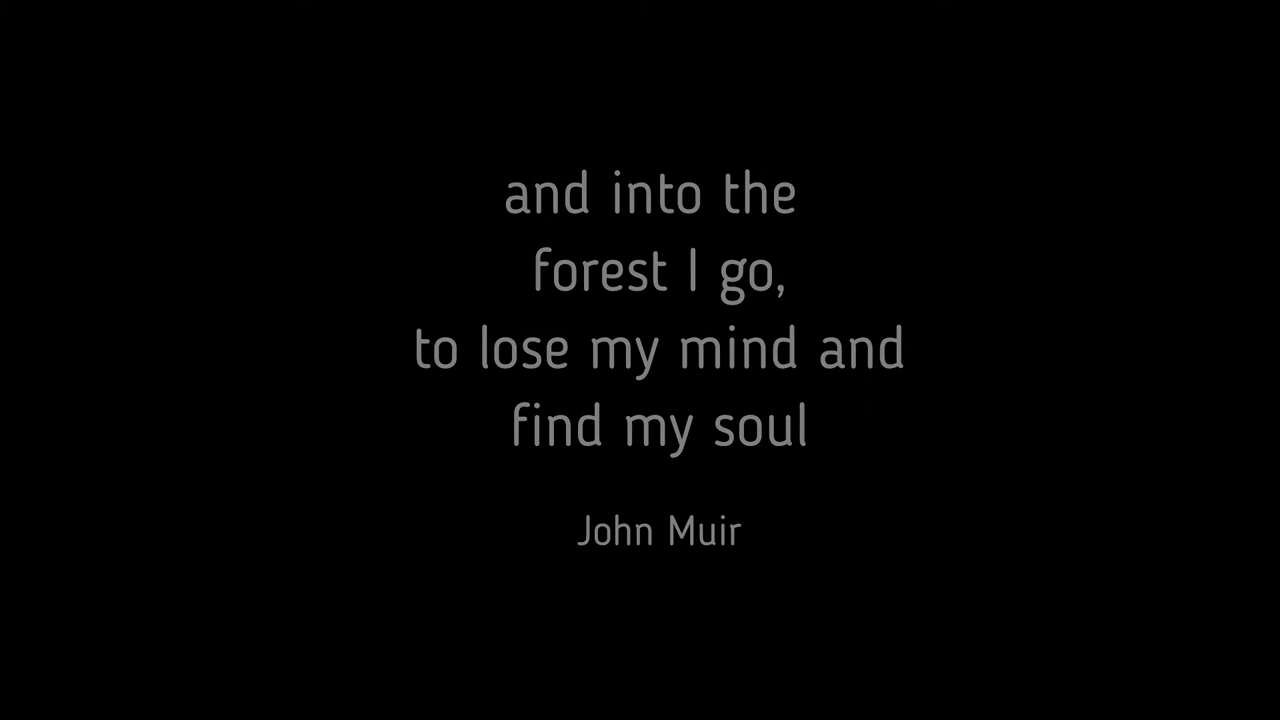 and into the
forest I go,
to lose my mind and
find my soul
John Muir